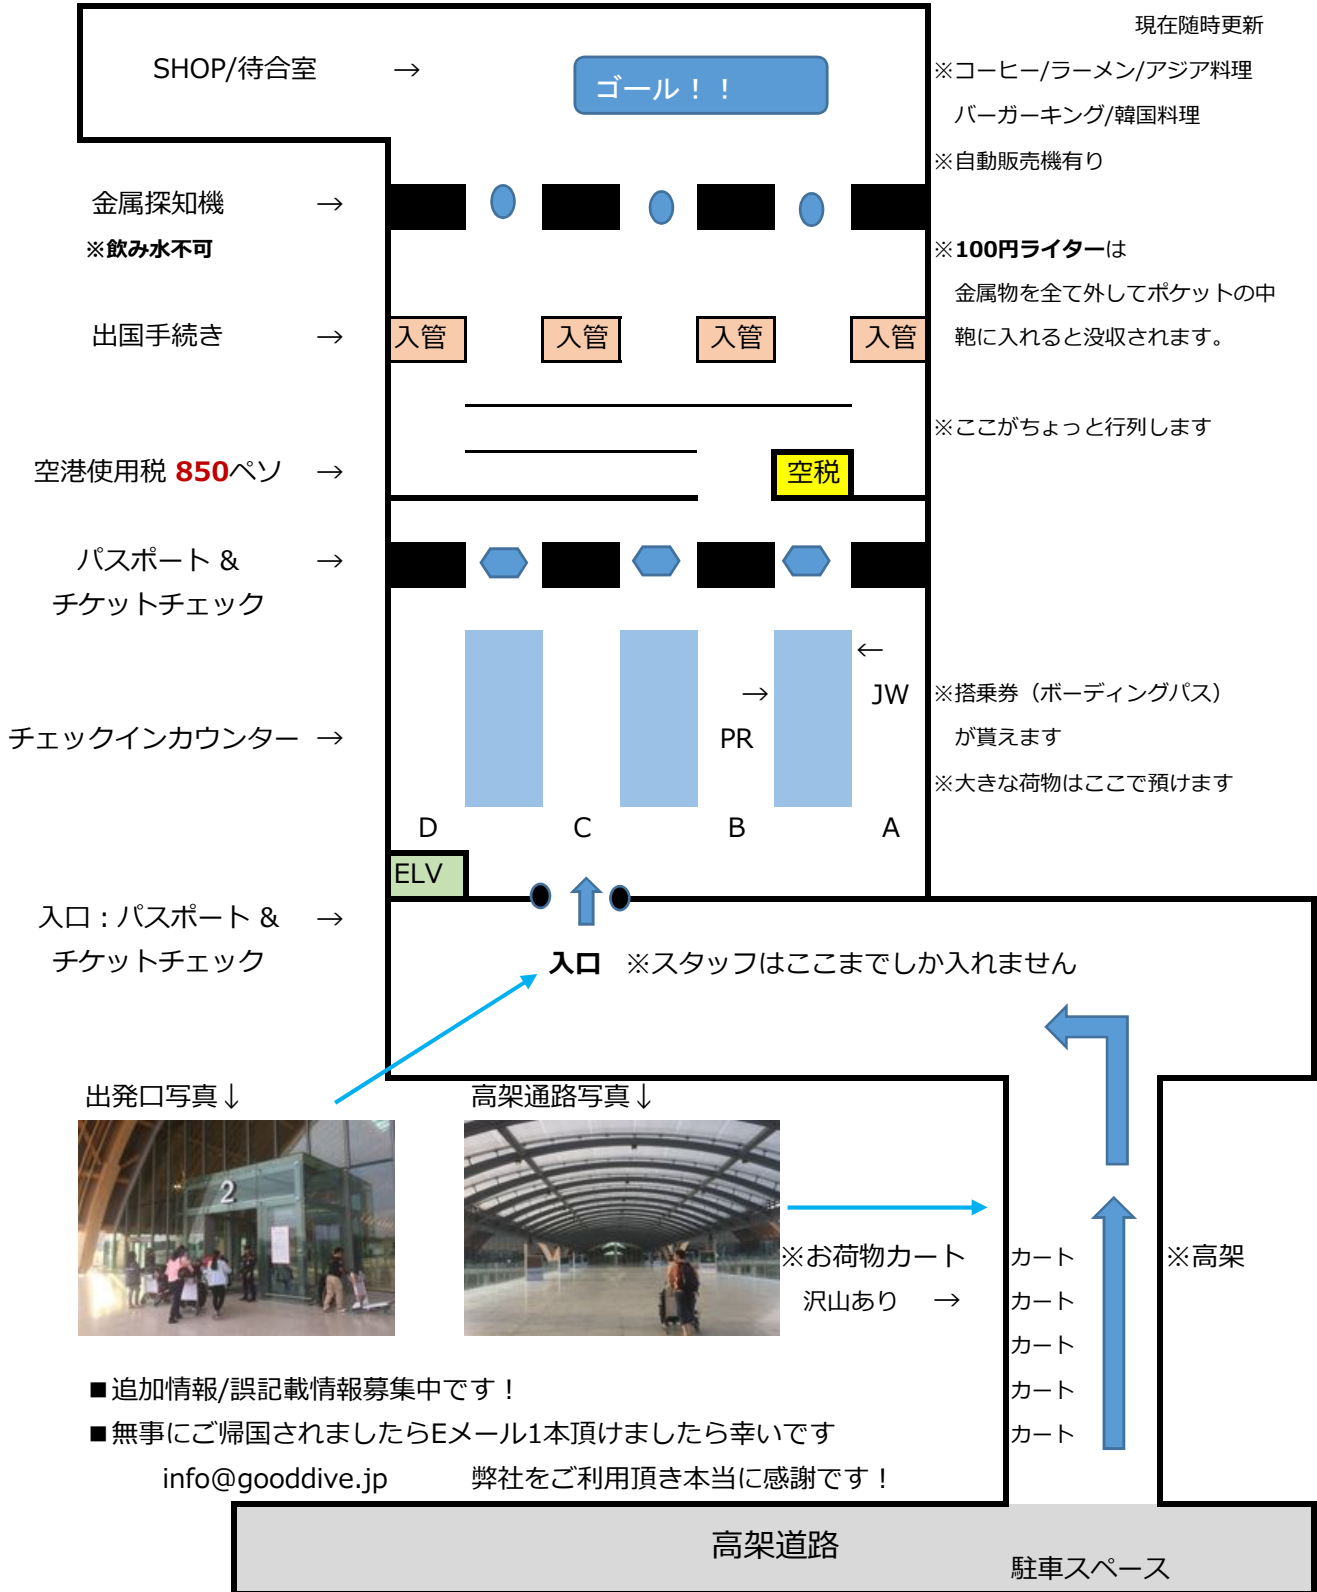 現在随時更新
SHOP/待合室 →
ゴール！！
※コーヒー/ラーメン/アジア料理
バーガーキング/韓国料理
※自動販売機有り
金属探知機 →
※飲み水不可
※100円ライターは
金属物を全て外してポケットの中
出国手続き →
入管 入管 入管 入管
鞄に入れると没収されます。
※ここがちょっと行列します
空港使用税 850ペソ →
空税
パスポート & →
チケットチェック
←
→ JW
※搭乗券（ボーディングパス）
チェックインカウンター →
PR
が貰えます
※大きな荷物はここで預けます
D C B A
ELV
入口：パスポート & →
チケットチェック
入口 ※スタッフはここまでしか入れません
出発口写真↓
高架通路写真↓
2
※お荷物カート
カート
※高架
沢山あり →
カート
カート
■追加情報/誤記載情報募集中です！
カート
■無事にご帰国されましたらEメール1本頂けましたら幸いです
カート
info@gooddive.jp 弊社をご利用頂き本当に感謝です！
高架道路
駐車スペース